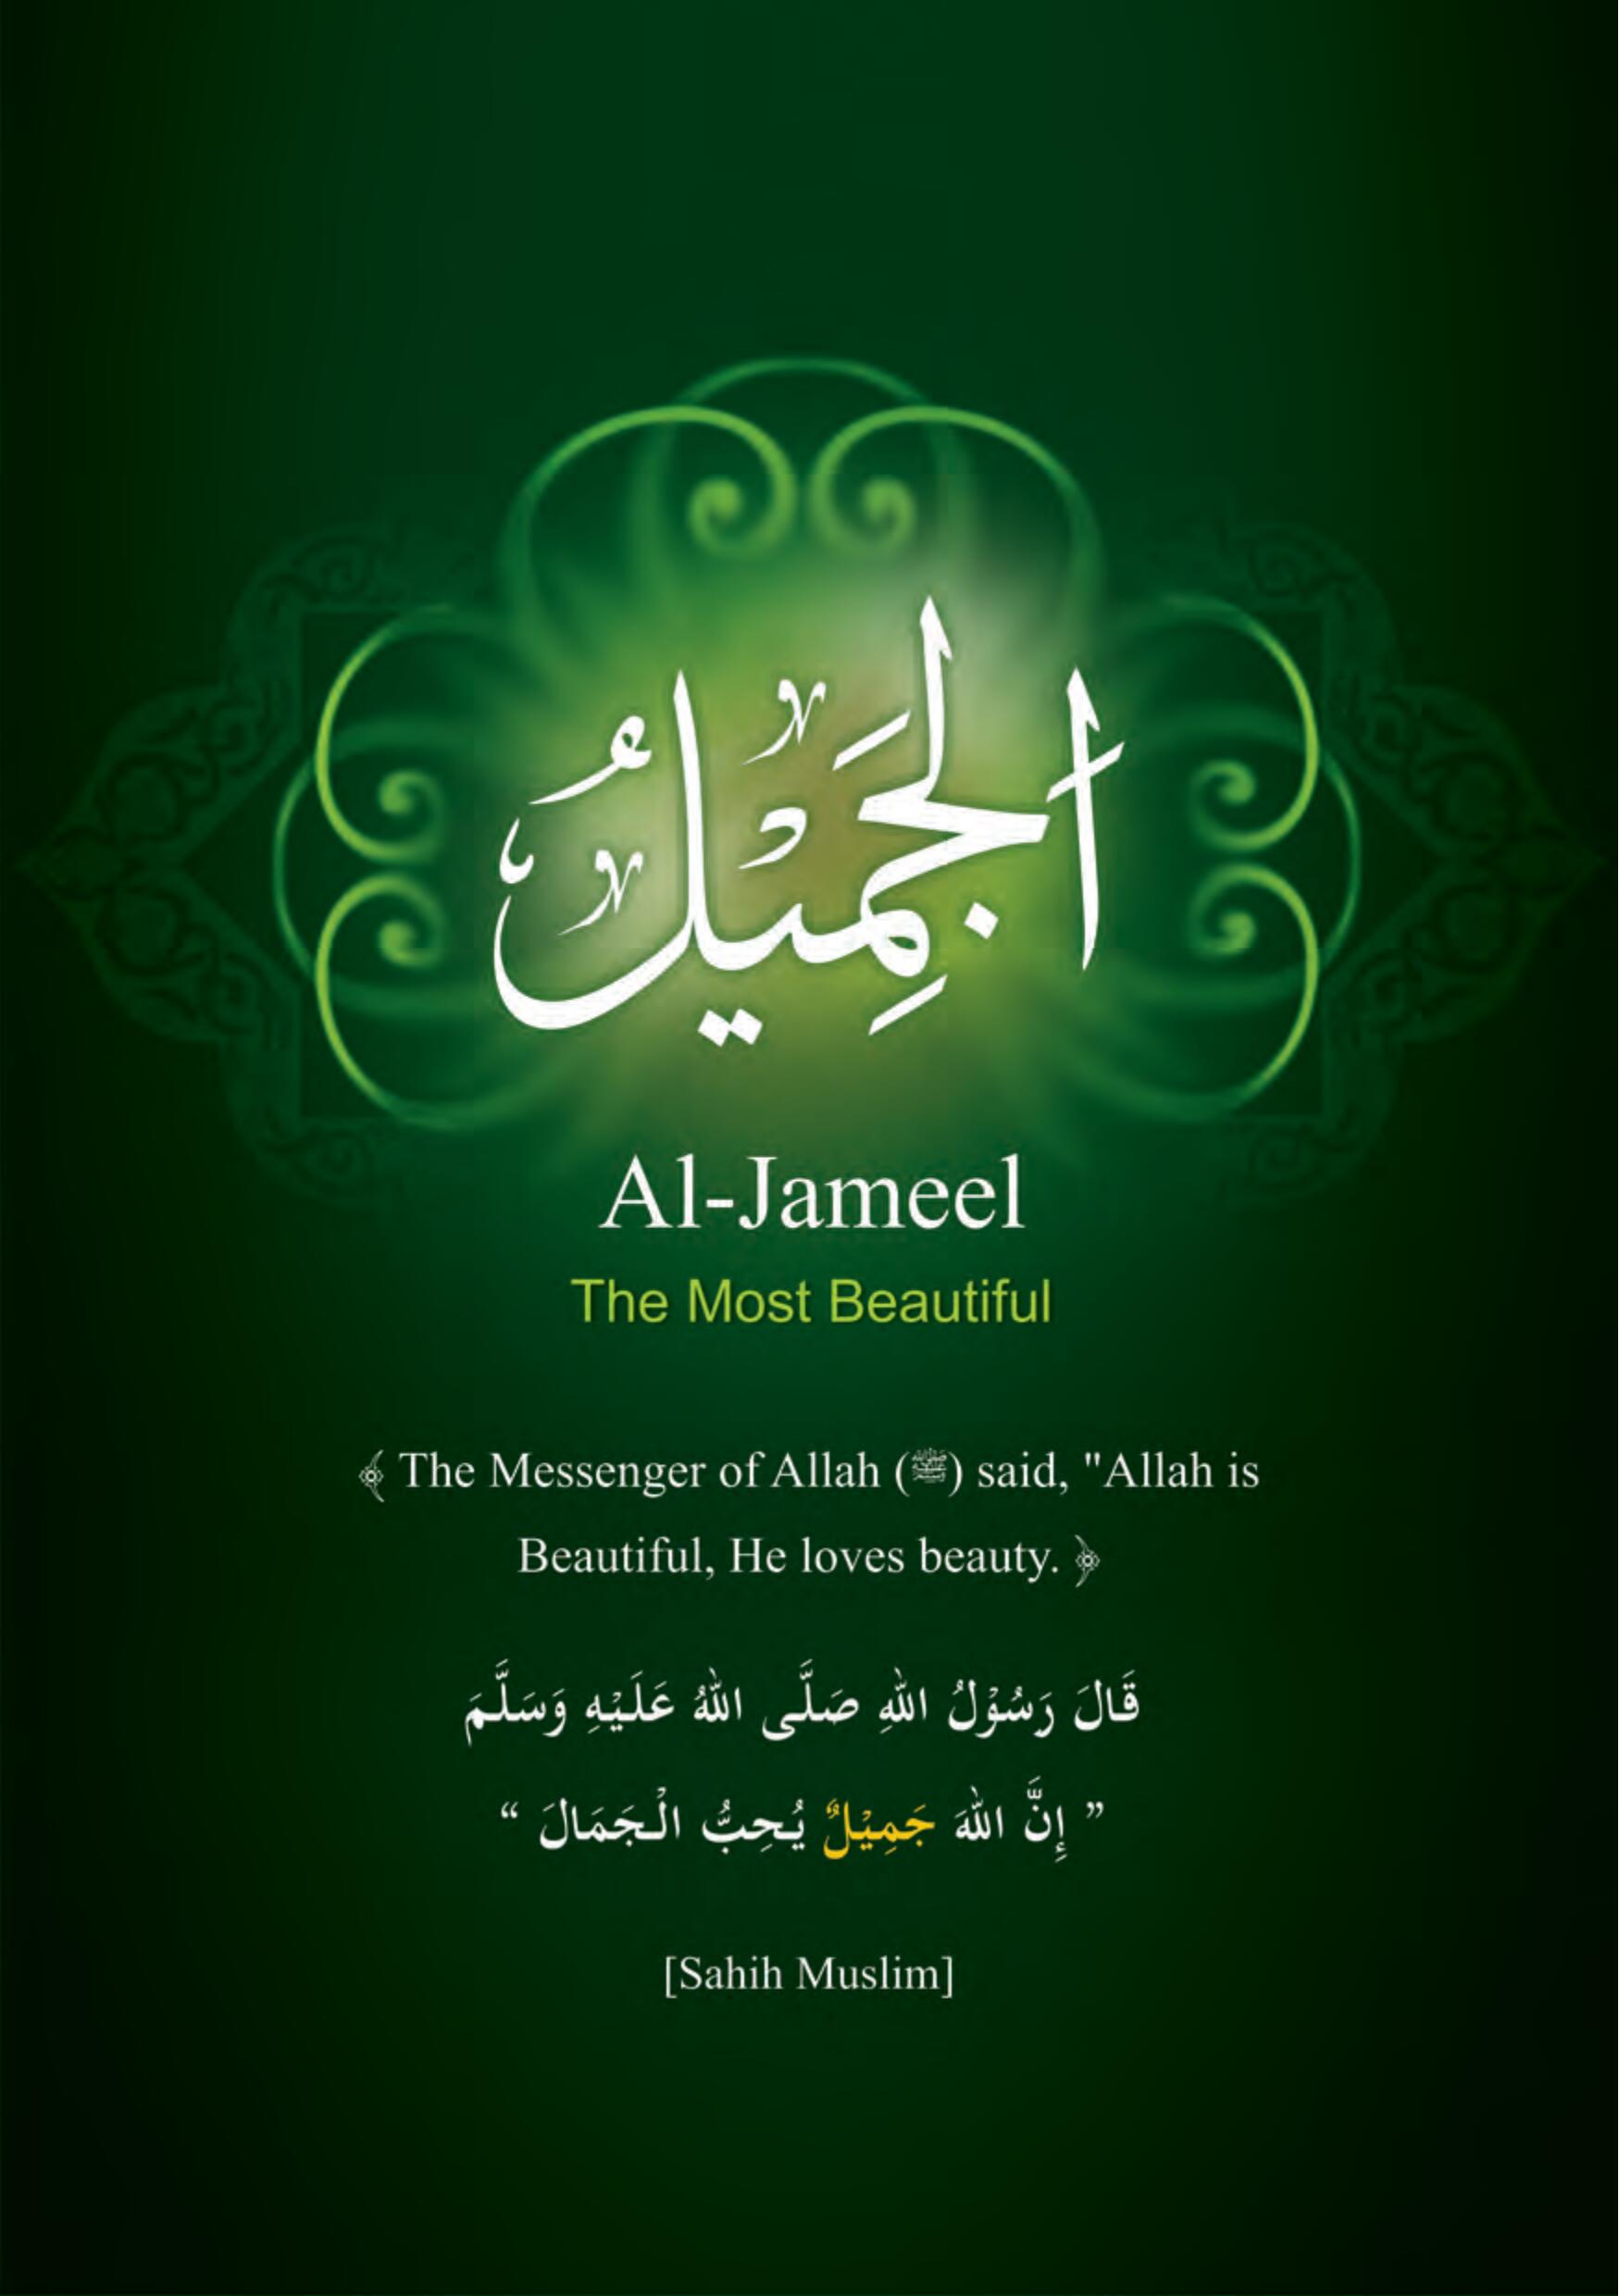 الجَمِيْلُ
Al-Jameel
The Most Beautiful
﴾ The Messenger of Allah (ﷺ) said, "Allah is
Beautiful, He loves beauty. ﴿
قَالَ رَسُوْلُ اللهِ صَلَّى اللهُ عَلَيْهِ وَسَلَّمَ
” إِنَّ اللهَ جَمِيْلٌ يُحِبُّ الْجَمَالَ “
[Sahih Muslim]